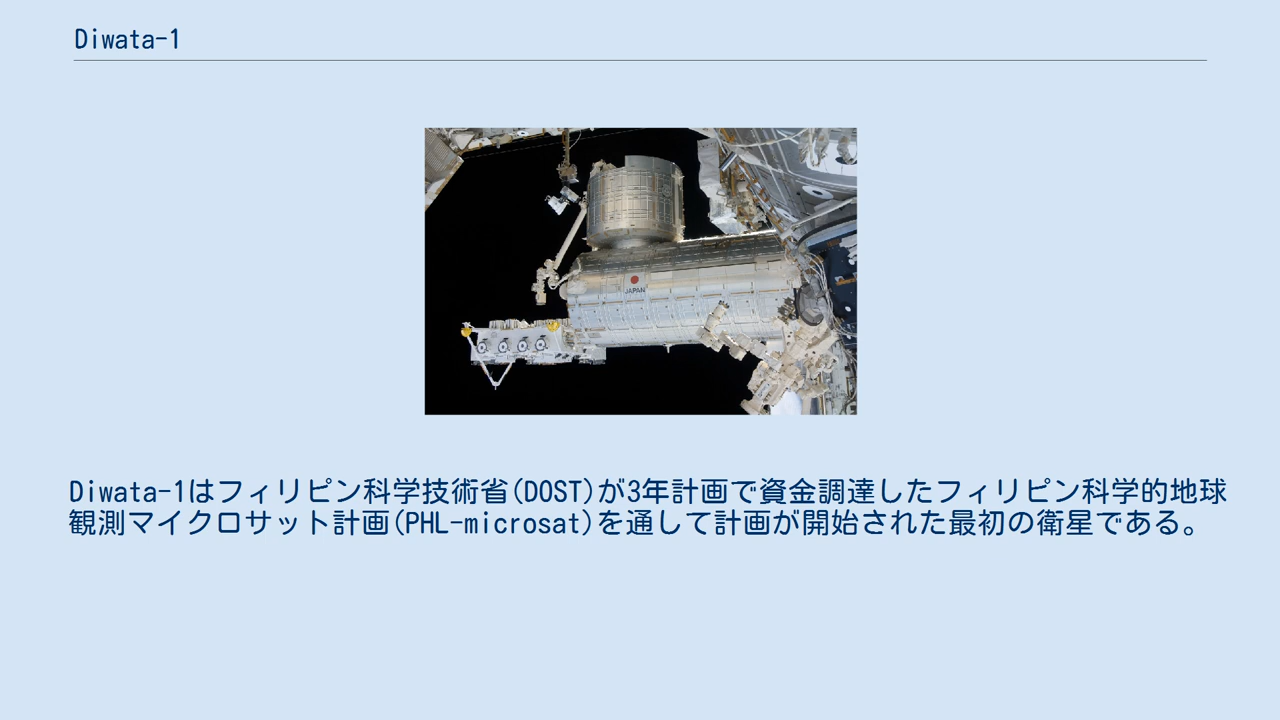 Diwata-1
JAPAN
Diwata-1はフィリピン科学技術省(DOST)が3年計画で資金調達したフィリピン科学的地球
観測マイクロサット計画(PHL-microsat)を通して計画が開始された最初の衛星である。